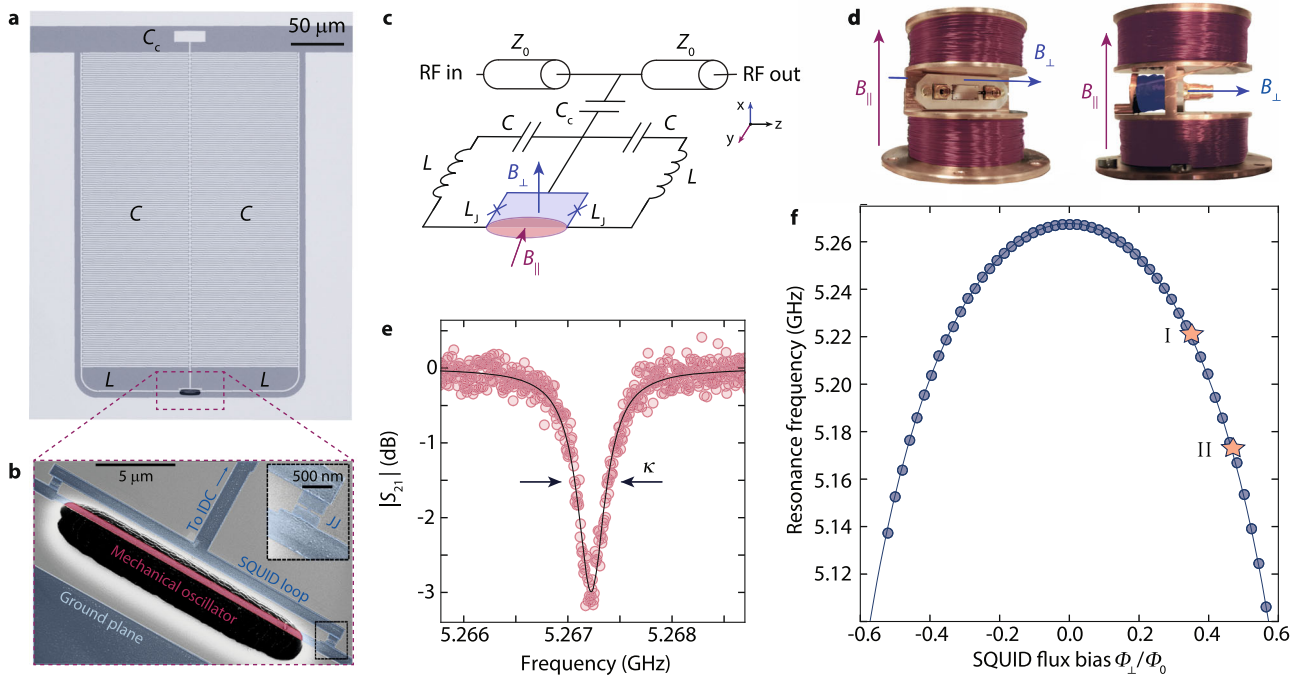 a
C_c
50 μm
C
C
L
L
b
5 μm
500 nm
To IDC
JJ
SQUID loop
Mechanical oscillator
Ground plane
c
Z_0
Z_0
RF in
RF out
C_c
C
C
x
z
y
L
L
B_⊥
L_J
L_J
B_||
d
B_||
B_⊥
B_||
B_⊥
e
|S_21| (dB)
0
-1
-2
-3
κ
5.266
5.267
5.268
Frequency (GHz)
f
Resonance frequency (GHz)
5.26
5.24
5.22
5.20
5.18
5.16
5.14
5.12
I
II
-0.6
-0.4
-0.2
0.0
0.2
0.4
0.6
SQUID flux bias Φ_⊥/Φ_0